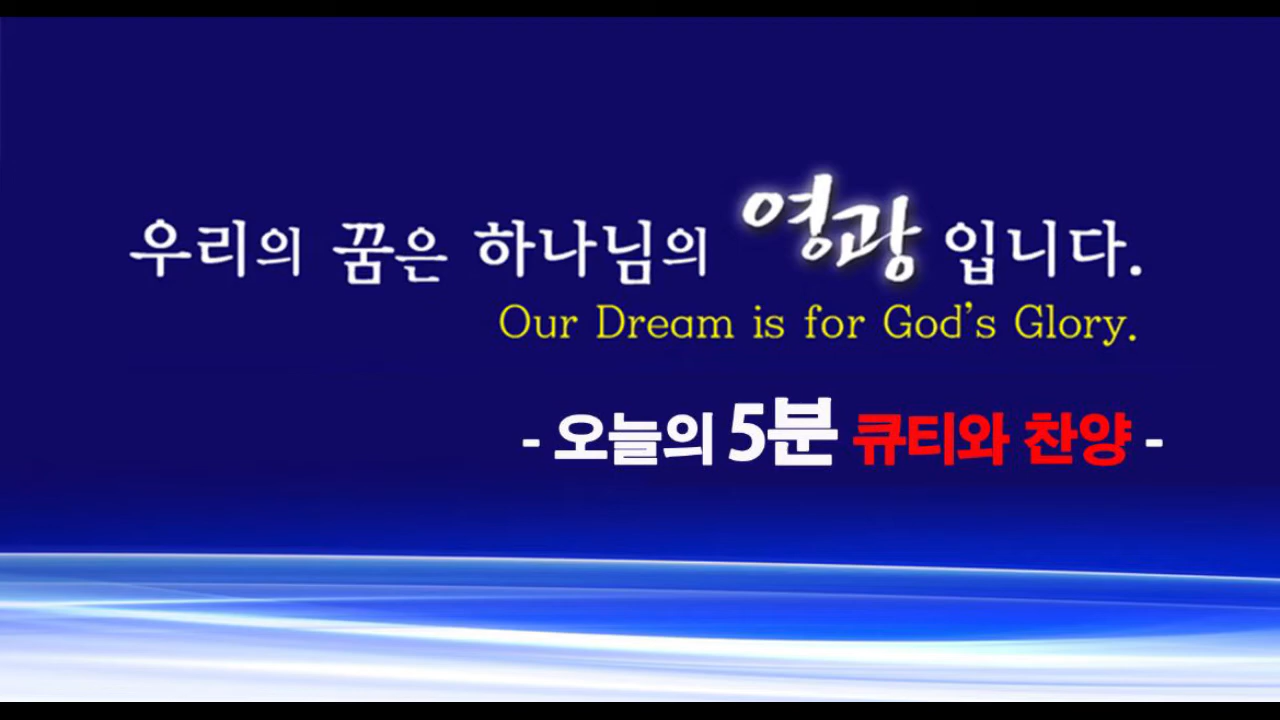 우리의 꿈은 하나님의 영광 입니다.
Our Dream is for God's Glory.
- 오늘의 5분 큐티와 찬양 -